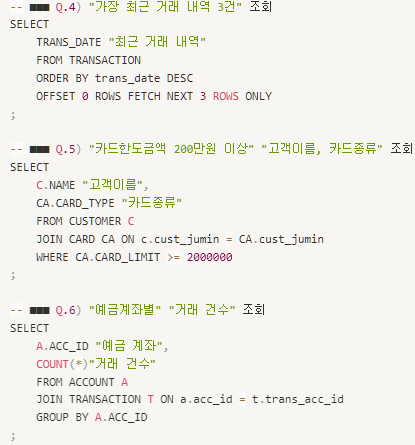 -- ■■■ Q.4) "가장 최근 거래 내역 3건" 조회
SELECT
TRANS_DATE "최근 거래 내역"
FROM TRANSACTION
ORDER BY trans_date DESC
OFFSET 0 ROWS FETCH NEXT 3 ROWS ONLY
;
-- ■■■ Q.5) "카드한도금액 200만원 이상" "고객이름, 카드종류" 조회
SELECT
C.NAME "고객이름",
CA.CARD_TYPE "카드종류"
FROM CUSTOMER C
JOIN CARD CA ON c.cust_jumin = CA.cust_jumin
WHERE CA.CARD_LIMIT >= 2000000
;
-- ■■■ Q.6) "예금계좌별" "거래 건수" 조회
SELECT
A.ACC_ID "예금 계좌",
COUNT(*)"거래 건수"
FROM ACCOUNT A
JOIN TRANSACTION T ON a.acc_id = t.trans_acc_id
GROUP BY A.ACC_ID
;